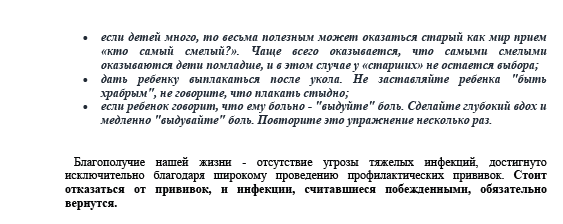 • если детей много, то весьма полезным может оказаться старый как мир прием
«кто самый смелый?». Чаще всего оказывается, что самыми смелыми
оказываются дети помладше, и в этом случае у «старших» не остается выбора;
• дать ребенку выплакаться после укола. Не заставляйте ребенка "быть
храбрым", не говорите, что плакать стыдно;
• если ребенок говорит, что ему больно - "выдуйте" боль. Сделайте глубокий вдох и
медленно "выдувайте" боль. Повторите это упражнение несколько раз.
Благополучие нашей жизни - отсутствие угрозы тяжелых инфекций, достигнуто
исключительно благодаря широкому проведению профилактических прививок. Стоит
отказаться от прививок, и инфекции, считавшиеся побежденными, обязательно
вернутся.